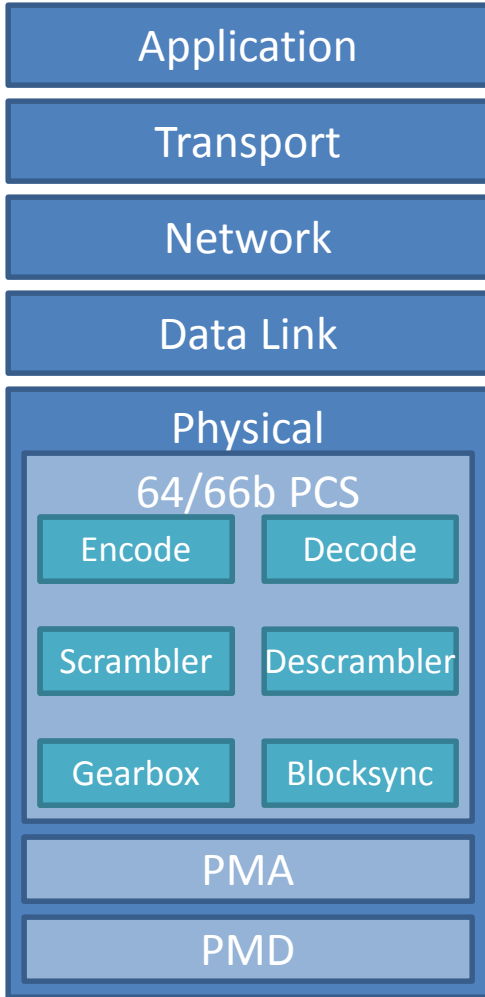 Application
Transport
Network
Data Link
Physical
64/66b PCS
Encode Decode
Scrambler Descrambler
Gearbox Blocksync
PMA
PMD